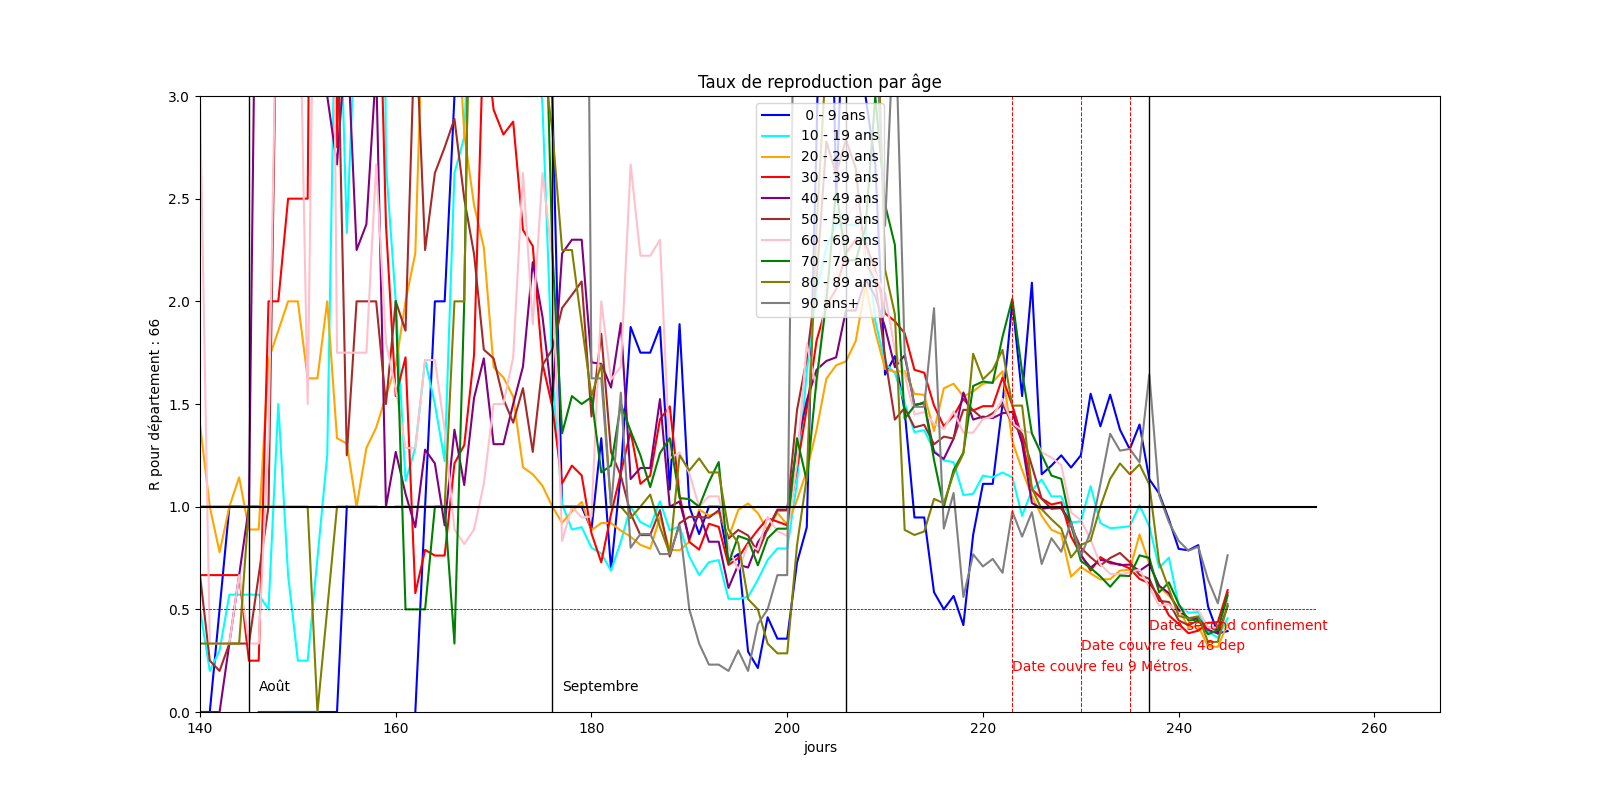 Taux de reproduction par âge
R pour département : 66
3.0
2.5
2.0
1.5
1.0
0.5
0.0
0 - 9 ans
10 - 19 ans
20 - 29 ans
30 - 39 ans
40 - 49 ans
50 - 59 ans
60 - 69 ans
70 - 79 ans
80 - 89 ans
90 ans+
Date second confinement
Date couvre feu 48 dep
Date couvre feu 9 Métros.
Août
Septembre
140 160 180 200 220 240 260
jours